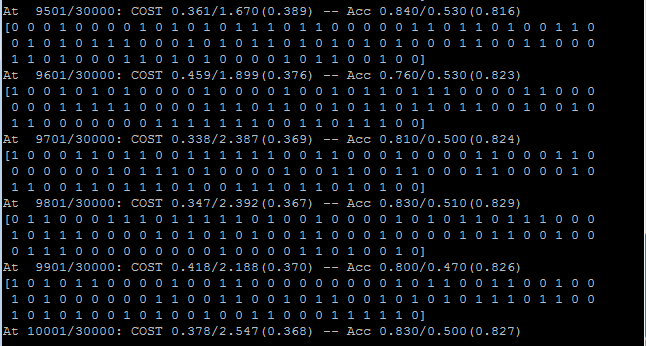 At   9501/30000: COST 0.361/1.670(0.389) -- Acc 0.840/0.530(0.816)
[0 0 0 1 0 0 0 1 0 1 0 1 0 1 1 1 0 1 1 0 0 0 0 0 1 1 0 1 1 0 0 1 1 0
 0 1 0 1 0 1 1 1 0 0 0 1 0 1 1 0 1 0 1 0 1 0 1 0 0 0 1 1 0 0 1 1 0 0 0
 1 1 0 1 0 0 0 1 1 0 1 0 0 0 0 1 0 1 1 0 0 1 0 0]
At   9601/30000: COST 0.459/1.899(0.376) -- Acc 0.760/0.530(0.823)
[1 0 0 1 0 1 0 1 0 0 0 0 1 0 0 0 0 1 0 0 1 0 1 1 0 1 1 1 0 0 0 0 1 1 0 0 0
 0 0 0 1 1 1 1 0 1 0 0 0 0 1 1 1 1 1 0 1 1 0 1 1 0 1 1 0 0 1 0 0 1 0
 1 1 0 0 0 0 0 0 0 1 1 1 1 0 0 1 1 0 1 1 1 0 0]
At   9701/30000: COST 0.338/2.387(0.369) -- Acc 0.810/0.500(0.824)
[1 0 0 0 1 1 0 1 1 0 0 1 1 1 1 1 1 0 0 1 1 0 0 0 1 0 0 0 0 1 1 0 0 0 1 1 0
 0 0 0 0 0 0 1 0 1 1 1 0 1 1 0 1 0 1 1 0 0 0 1 0 0 1 1 0 0 0 0 1 0
 1 1 0 0 1 1 0 1 1 1 0 1 0 0 1 1 0 1 1 0 1 0 1 0 0]
At   9801/30000: COST 0.347/2.392(0.367) -- Acc 0.830/0.510(0.829)
[0 1 1 0 0 0 1 1 1 0 1 1 1 1 1 0 1 0 0 1 0 0 0 0 1 0 1 0 1 1 0 1 1 1 0 0 0
 1 0 1 1 1 0 0 0 0 1 0 1 0 1 0 0 1 1 1 0 0 0 1 0 0 0 0 1 0 1 1 0 0 1 0 0
 0 0 1 1 1 0 0 0 0 0 0 0 0 1 0 0 0 0 1 1 0 1 0 0 1 0]
At   9901/30000: COST 0.418/2.188(0.370) -- Acc 0.800/0.470(0.826)
[1 0 1 0 1 1 0 0 0 1 0 0 1 1 0 0 0 0 0 0 0 0 1 0 1 1 0 0 1 1 0 0 1 0 0
 1 0 1 0 0 0 0 0 0 1 1 0 1 0 1 1 0 1 0 1 1 0 1 0 1 0 1 1 1 0 1 1 0 0
 1 0 1 0 1 0 0 1 0 1 0 0 1 1 0 0 0 1 1 1 1 1 0]
At  10001/30000: COST 0.378/2.547(0.368) -- Acc 0.830/0.500(0.827)